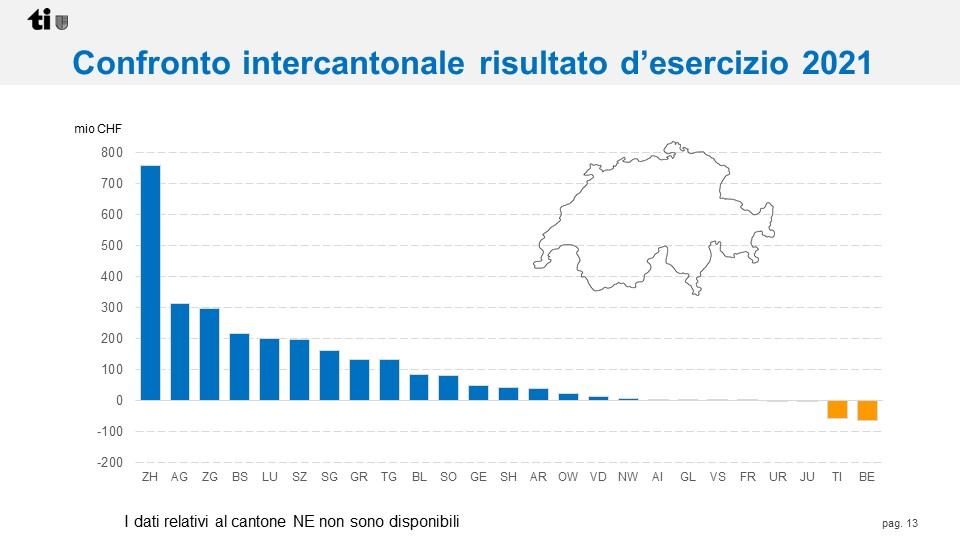 ti
Confronto intercantonale risultato d’esercizio 2021
mio CHF
800
700
600
500
400
300
200
100
0
-100
-200
ZH AG ZG BS LU SZ SG GR TG BL SO GE SH AR OW VD NW AI GL VS FR UR JU TI BE
I dati relativi al cantone NE non sono disponibili
pag. 13